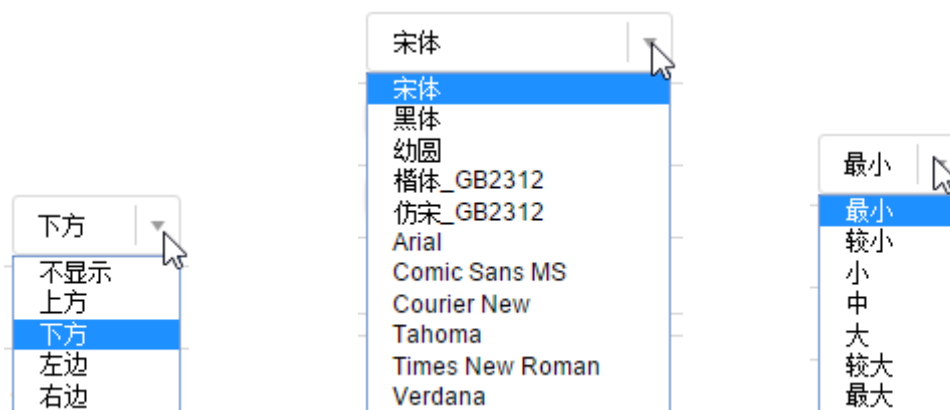 下方
不显示
上方
下方
左边
右边
宋体
宋体
黑体
幼圆
楷体_GB2312
仿宋_GB2312
Arial
Comic Sans MS
Courier New
Tahoma
Times New Roman
Verdana
最小
最小
较小
小
中
大
较大
最大